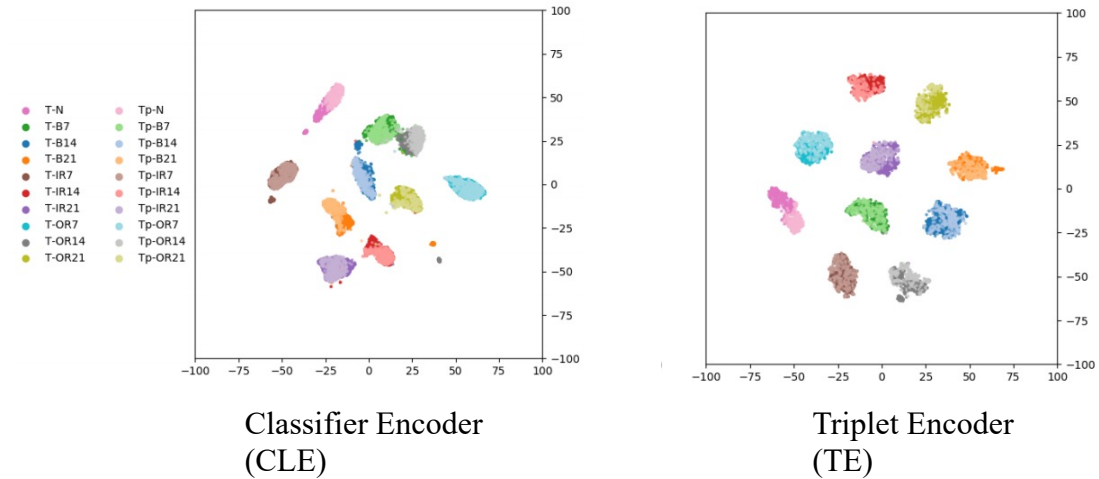 T-N Tp-N
T-B7 Tp-B7
T-B14 Tp-B14
T-B21 Tp-B21
T-IR7 Tp-IR7
T-IR14 Tp-IR14
T-IR21 Tp-IR21
T-OR7 Tp-OR7
T-OR14 Tp-OR14
T-OR21 Tp-OR21
100
75
50
25
0
−25
−50
−75
−100
−100 −75 −50 −25 0 25 50 75 100
Classifier Encoder
(CLE)
100
75
50
25
0
−25
−50
−75
−100
−100 −75 −50 −25 0 25 50 75 100
Triplet Encoder
(TE)